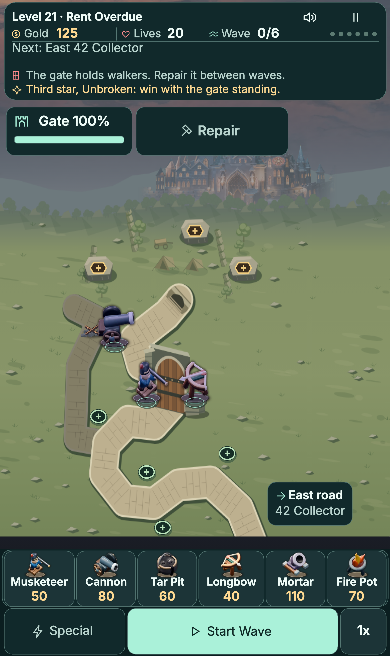 Level 21 · Rent Overdue
Gold 125 Lives 20 Wave 0/6
Next: East 42 Collector
The gate holds walkers. Repair it between waves.
Third star, Unbroken: win with the gate standing.
Gate 100%
Repair
East road
42 Collector
Musketeer 50
Cannon 80
Tar Pit 60
Longbow 40
Mortar 110
Fire Pot 70
Special
Start Wave
1x